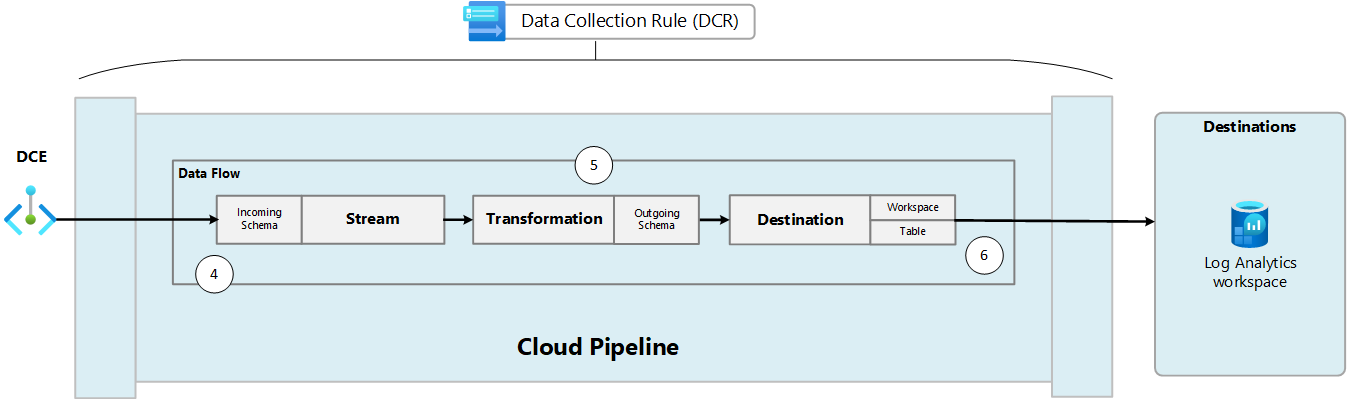 Data Collection Rule (DCR)
DCE
Destinations
5
Data Flow
Incoming
Schema
Stream
Transformation
Outgoing
Schema
Destination
Workspace
Table
4
6
Log Analytics
workspace
Cloud Pipeline